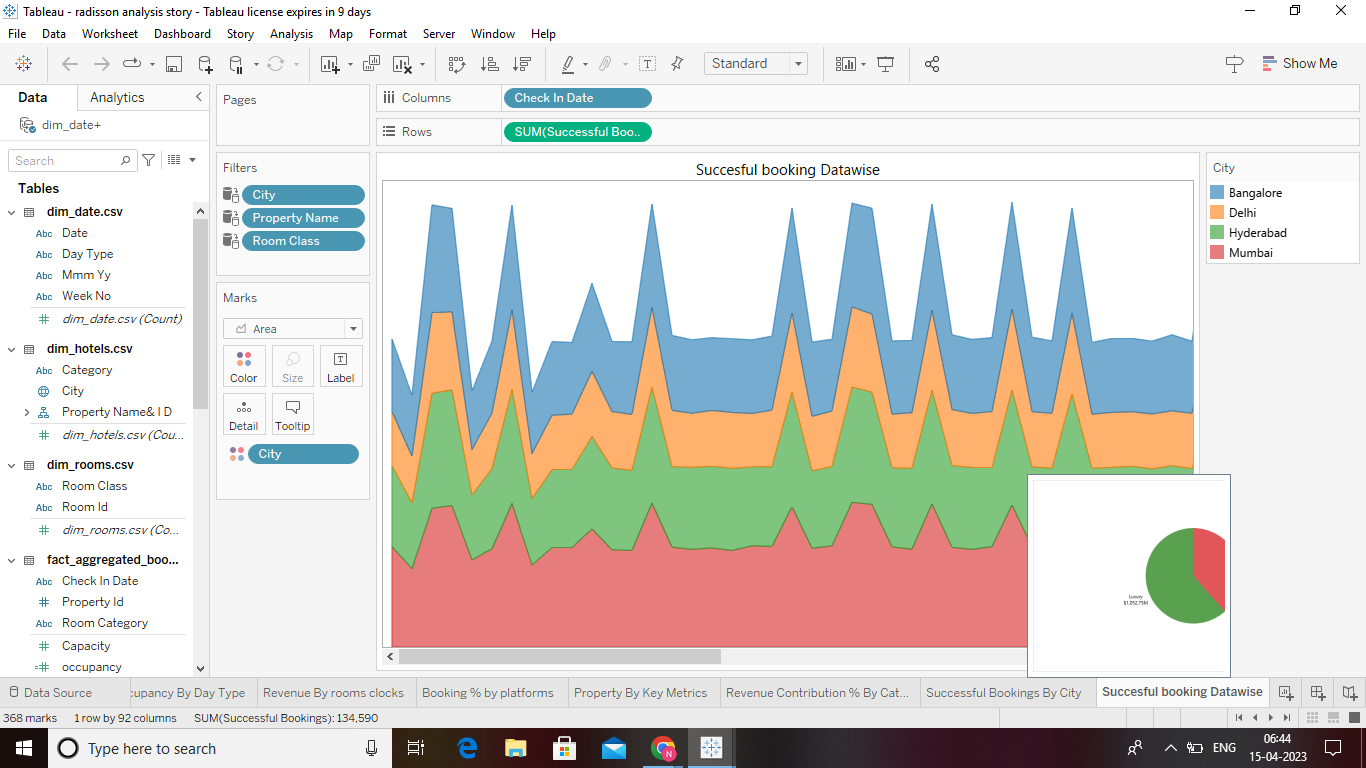 Tableau - radisson analysis story - Tableau license expires in 9 days
File Data Worksheet Dashboard Story Analysis Map Format Server Window Help
Standard
Show Me
Data Analytics
dim_date+
Search
Tables
dim_date.csv
Abc Date
Abc Day Type
Abc Mmm Yy
Abc Week No
dim_date.csv (Count)
dim_hotels.csv
Abc Category
City
Property Name& I D
dim_hotels.csv (Cou...
dim_rooms.csv
Abc Room Class
Abc Room Id
dim_rooms.csv (Co...
fact_aggregated_boo...
Abc Check In Date
Property Id
Abc Room Category
Capacity
occupancy
Pages
Filters
City
Property Name
Room Class
Marks
Area
Color Size Label
Detail Tooltip
City
Columns Check In Date
Rows SUM(Successful Boo..
Succesful booking Datawise
City
Bangalore
Delhi
Hyderabad
Mumbai
Luxury
$1,052.75M
Data Source
cupancy By Day Type
Revenue By rooms clocks
Booking % by platforms
Property By Key Metrics
Revenue Contribution % By Cat...
Successful Bookings By City
Succesful booking Datawise
368 marks 1 row by 92 columns SUM(Successful Bookings): 134.590
Type here to search
N
ENG
06:44
15-04-2023